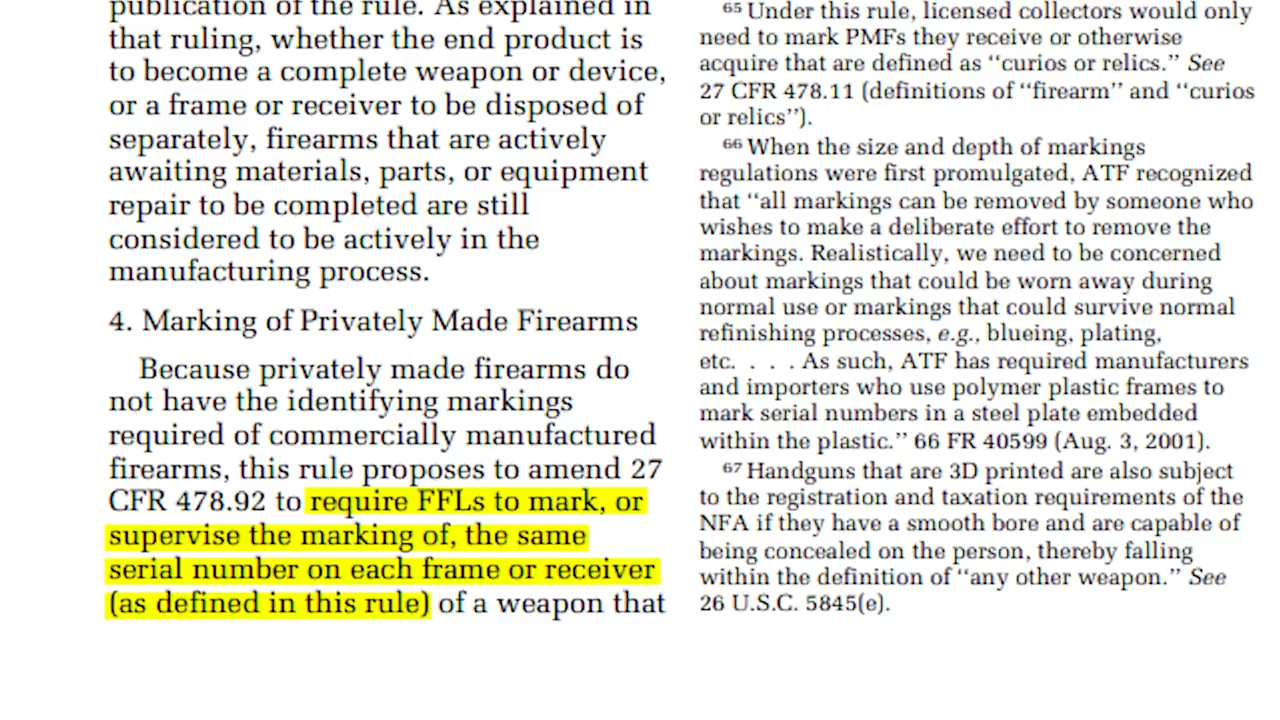 publication of the rule. As explained in
that ruling, whether the end product is
to become a complete weapon or device,
or a frame or receiver to be disposed of
separately, firearms that are actively
awaiting materials, parts, or equipment
repair to be completed are still
considered to be actively in the
manufacturing process.
4. Marking of Privately Made Firearms
Because privately made firearms do
not have the identifying markings
required of commercially manufactured
firearms, this rule proposes to amend 27
CFR 478.92 to require FFLs to mark, or
supervise the marking of, the same
serial number on each frame or receiver
(as defined in this rule) of a weapon that
65 Under this rule, licensed collectors would only
need to mark PMFs they receive or otherwise
acquire that are defined as “curios or relics.” See
27 CFR 478.11 (definitions of “firearm” and “curios
or relics”).
66 When the size and depth of markings
regulations were first promulgated, ATF recognized
that “all markings can be removed by someone who
wishes to make a deliberate effort to remove the
markings. Realistically, we need to be concerned
about markings that could be worn away during
normal use or markings that could survive normal
refinishing processes, e.g., blueing, plating,
etc. . . . As such, ATF has required manufacturers
and importers who use polymer plastic frames to
mark serial numbers in a steel plate embedded
within the plastic.” 66 FR 40599 (Aug. 3, 2001).
67 Handguns that are 3D printed are also subject
to the registration and taxation requirements of the
NFA if they have a smooth bore and are capable of
being concealed on the person, thereby falling
within the definition of “any other weapon.” See
26 U.S.C. 5845(e).